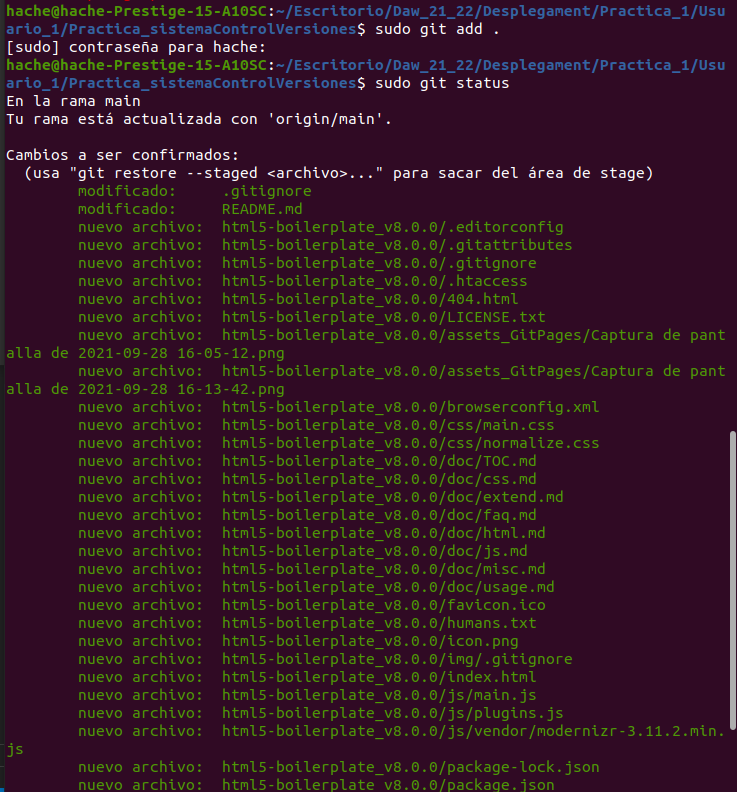 hache@hache-Prestige-15-A10SC:~/Escritorio/Daw_21_22/Desplegament/Practica_1/Usu
ario_1/Practica_sistemaControlVersiones$ sudo git add .
[sudo] contraseña para hache:
hache@hache-Prestige-15-A10SC:~/Escritorio/Daw_21_22/Desplegament/Practica_1/Usu
ario_1/Practica_sistemaControlVersiones$ sudo git status
En la rama main
Tu rama está actualizada con 'origin/main'.

Cambios a ser confirmados:
  (usa "git restore --staged <archivo>..." para sacar del área de stage)
        modificado:     .gitignore
        modificado:     README.md
        nuevo archivo:  html5-boilerplate_v8.0.0/.editorconfig
        nuevo archivo:  html5-boilerplate_v8.0.0/.gitattributes
        nuevo archivo:  html5-boilerplate_v8.0.0/.gitignore
        nuevo archivo:  html5-boilerplate_v8.0.0/.htaccess
        nuevo archivo:  html5-boilerplate_v8.0.0/404.html
        nuevo archivo:  html5-boilerplate_v8.0.0/LICENSE.txt
        nuevo archivo:  html5-boilerplate_v8.0.0/assets_GitPages/Captura de pant
alla de 2021-09-28 16-05-12.png
        nuevo archivo:  html5-boilerplate_v8.0.0/assets_GitPages/Captura de pant
alla de 2021-09-28 16-13-42.png
        nuevo archivo:  html5-boilerplate_v8.0.0/browserconfig.xml
        nuevo archivo:  html5-boilerplate_v8.0.0/css/main.css
        nuevo archivo:  html5-boilerplate_v8.0.0/css/normalize.css
        nuevo archivo:  html5-boilerplate_v8.0.0/doc/TOC.md
        nuevo archivo:  html5-boilerplate_v8.0.0/doc/css.md
        nuevo archivo:  html5-boilerplate_v8.0.0/doc/extend.md
        nuevo archivo:  html5-boilerplate_v8.0.0/doc/faq.md
        nuevo archivo:  html5-boilerplate_v8.0.0/doc/html.md
        nuevo archivo:  html5-boilerplate_v8.0.0/doc/js.md
        nuevo archivo:  html5-boilerplate_v8.0.0/doc/misc.md
        nuevo archivo:  html5-boilerplate_v8.0.0/doc/usage.md
        nuevo archivo:  html5-boilerplate_v8.0.0/favicon.ico
        nuevo archivo:  html5-boilerplate_v8.0.0/humans.txt
        nuevo archivo:  html5-boilerplate_v8.0.0/icon.png
        nuevo archivo:  html5-boilerplate_v8.0.0/img/.gitignore
        nuevo archivo:  html5-boilerplate_v8.0.0/index.html
        nuevo archivo:  html5-boilerplate_v8.0.0/js/main.js
        nuevo archivo:  html5-boilerplate_v8.0.0/js/plugins.js
        nuevo archivo:  html5-boilerplate_v8.0.0/js/vendor/modernizr-3.11.2.min.
js
        nuevo archivo:  html5-boilerplate_v8.0.0/package-lock.json
        nuevo archivo:  html5-boilerplate_v8.0.0/package.json